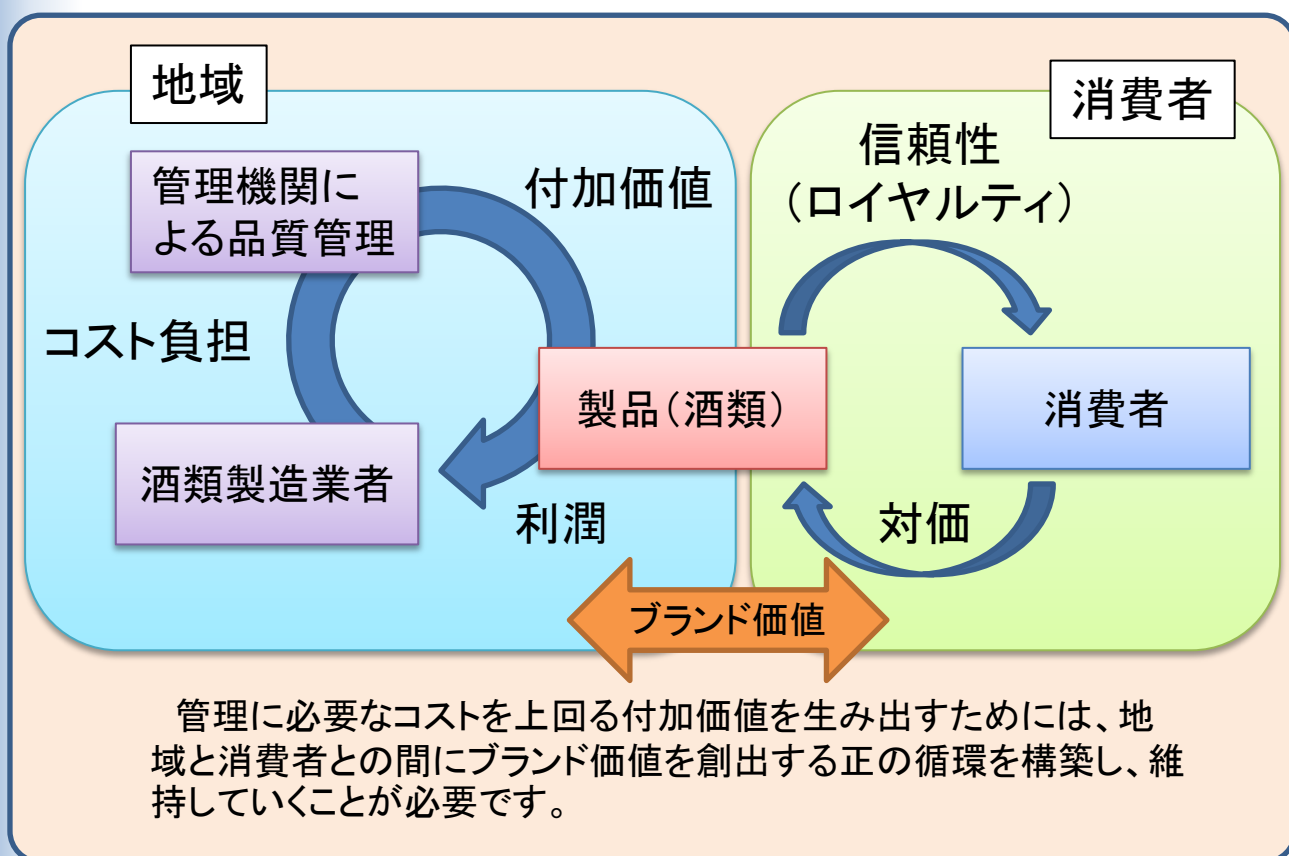 地域
消費者
管理機関に
よる品質管理
付加価値
信頼性
（ロイヤルティ）
コスト負担
製品（酒類）
消費者
酒類製造業者
利潤
対価
ブランド価値
管理に必要なコストを上回る付加価値を生み出すためには、地
域と消費者との間にブランド価値を創出する正の循環を構築し、維
持していくことが必要です。